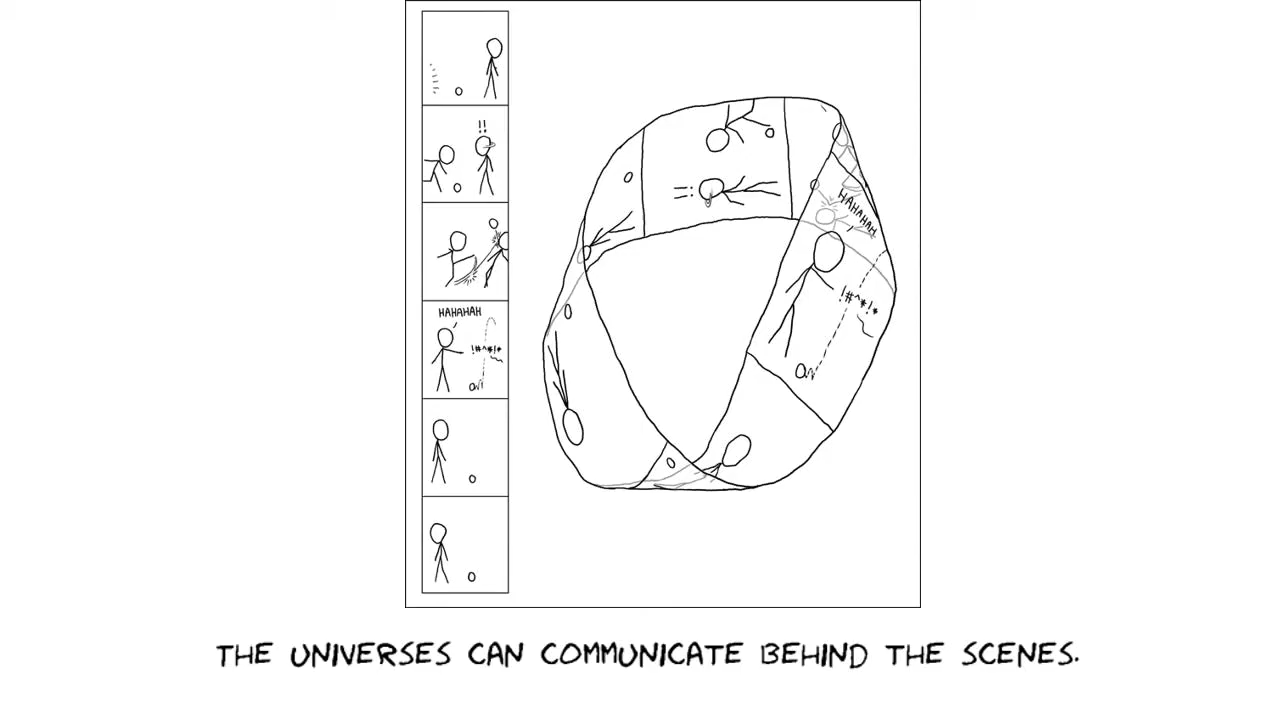 !!
HAHAHAH
!#^*!*
!!
HAHAHAH
!#^*!*
THE UNIVERSES CAN COMMUNICATE BEHIND THE SCENES.